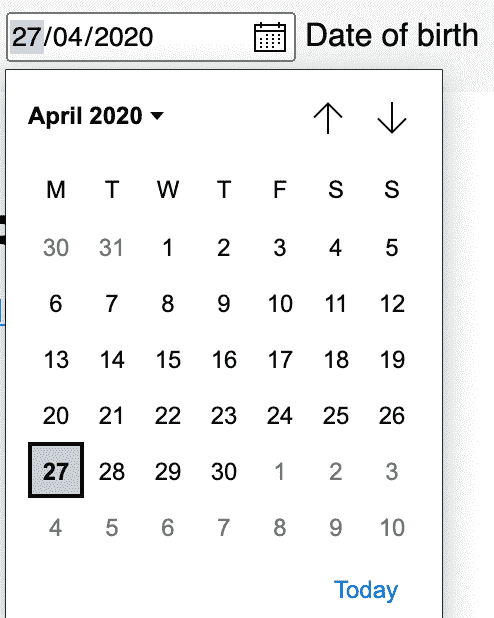 27/04/2020 Date of birth
April 2020
M T W T F S S
30 31 1 2 3 4 5
6 7 8 9 10 11 12
13 14 15 16 17 18 19
20 21 22 23 24 25 26
27 28 29 30 1 2 3
4 5 6 7 8 9 10
Today